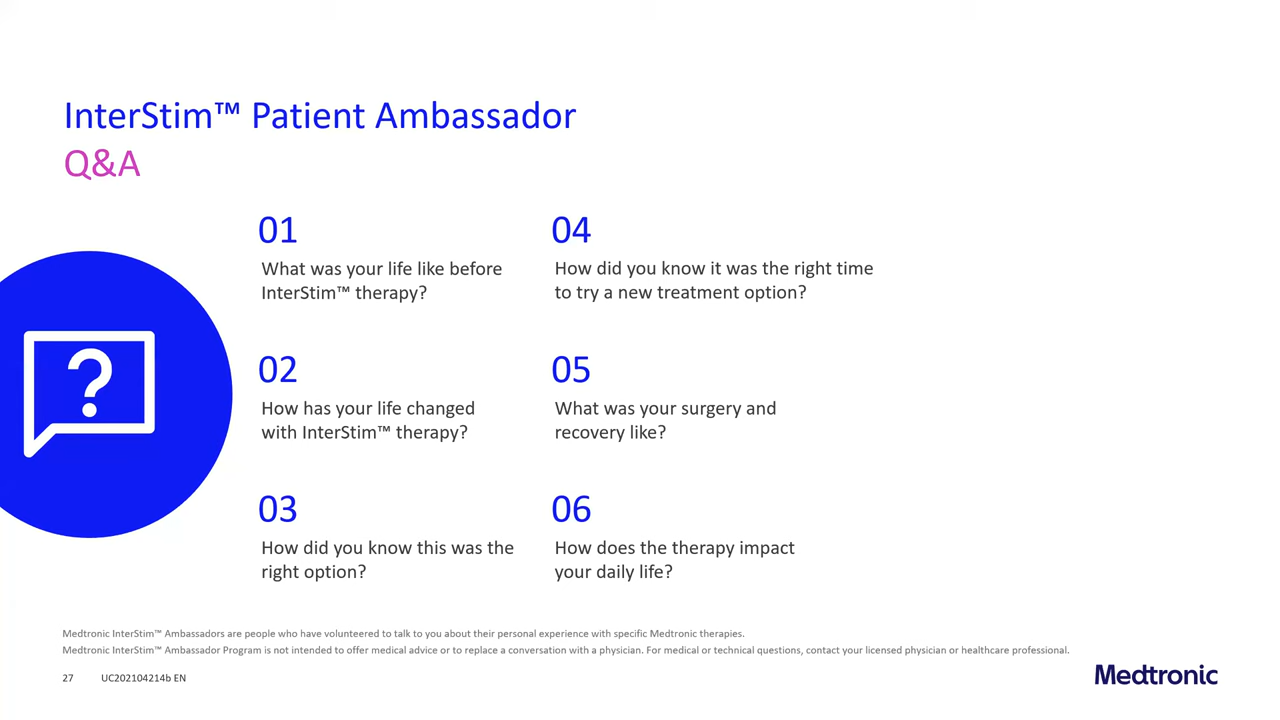 InterStim™ Patient Ambassador
Q&A
01
What was your life like before
InterStim™ therapy?
02
How has your life changed
with InterStim™ therapy?
03
How did you know this was the
right option?
04
How did you know it was the right time
to try a new treatment option?
05
What was your surgery and
recovery like?
06
How does the therapy impact
your daily life?
?
Medtronic InterStim™ Ambassadors are people who have volunteered to talk to you about their personal experience with specific Medtronic therapies.
Medtronic InterStim™ Ambassador Program is not intended to offer medical advice or to replace a conversation with a physician. For medical or technical questions, contact your licensed physician or healthcare professional.
27 UC202104214b EN
Medtronic